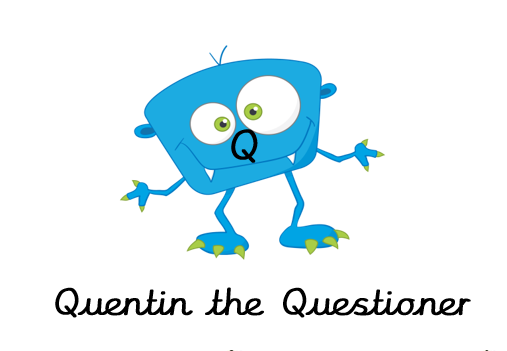 Q
Quentin the Questioner